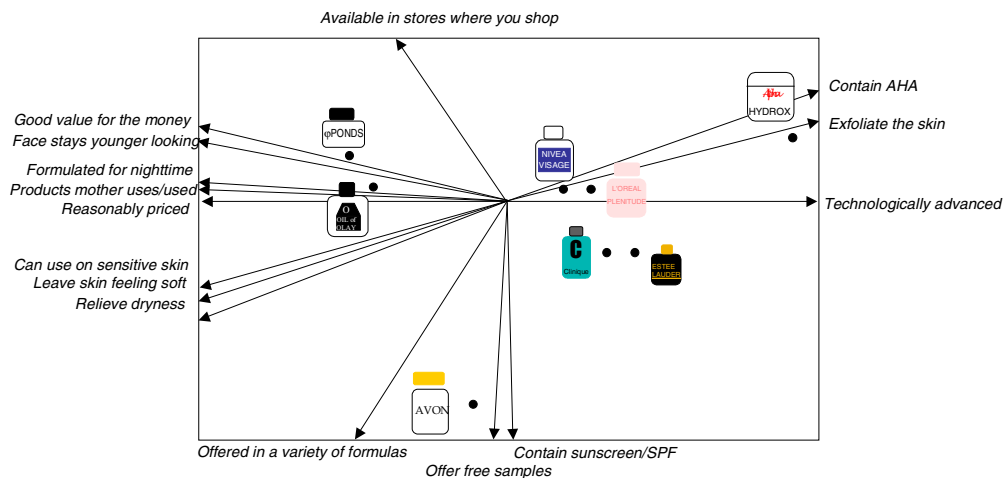 Available in stores where you shop
Contain AHA
Alpha
HYDROX
Good value for the money
Exfoliate the skin
φPONDS
Face stays younger looking
NIVEA
VISAGE
Formulated for nighttime
Products mother uses/used
L'OREAL
PLENITUDE
Reasonably priced
Technologically advanced
O
OIL of
OLAY
C
Clinique
Can use on sensitive skin
ESTEE
LAUDER
Leave skin feeling soft
Relieve dryness
AVON
Offered in a variety of formulas
Contain sunscreen/SPF
Offer free samples